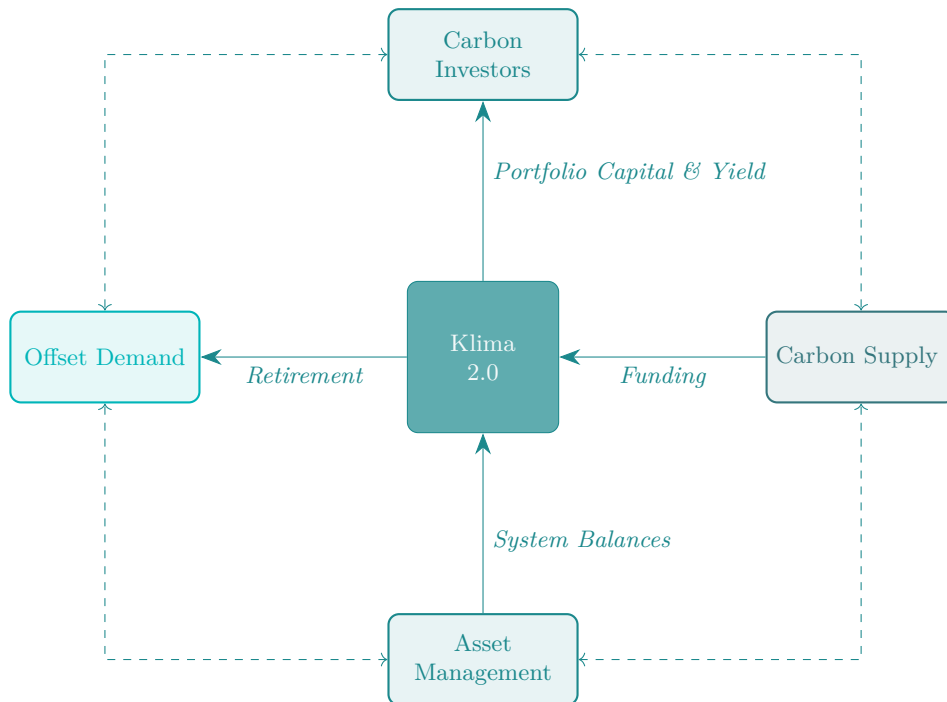 Carbon
Investors
Portfolio Capital & Yield
Klima
2.0
Offset Demand
Carbon Supply
Retirement
Funding
System Balances
Asset
Management